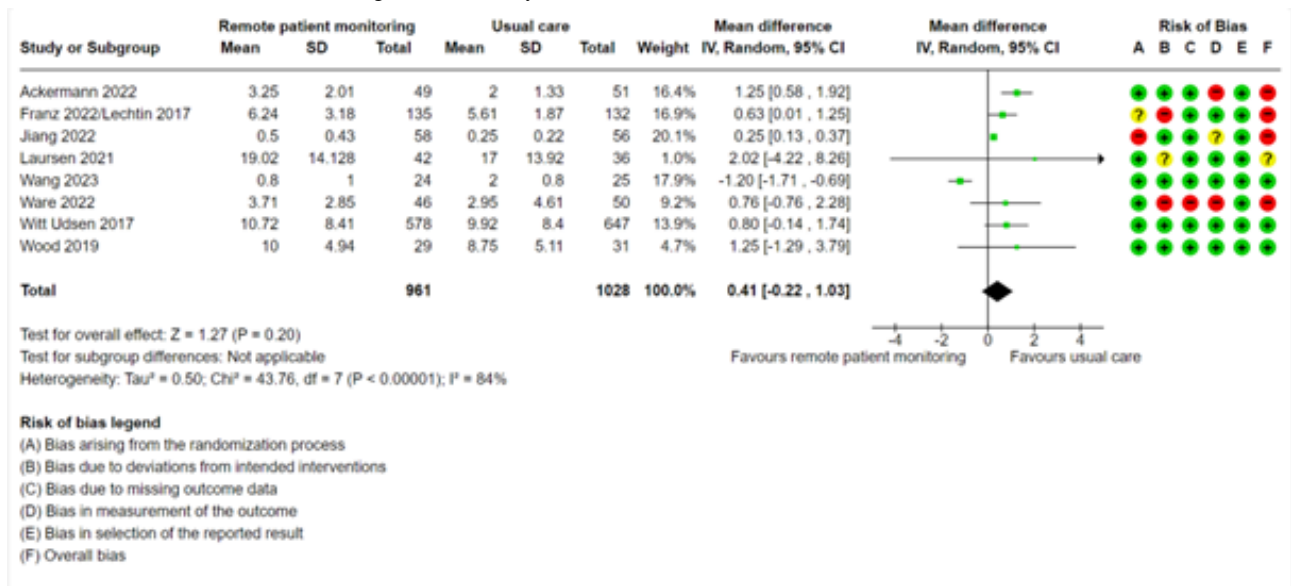 Remote patient monitoring Usual care Mean difference Mean difference Risk of Bias
Study or Subgroup Mean SD Total Mean SD Total Weight IV, Random, 95% CI IV, Random, 95% CI A B C D E F
Ackermann 2022 3.25 2.01 49 2 1.33 51 16.4% 1.25 [0.58 , 1.92] + + + − + −
Franz 2022/Lechtin 2017 6.24 3.18 135 5.61 1.87 132 16.9% 0.63 [0.01 , 1.25] ? − + + + −
Jiang 2022 0.5 0.43 58 0.25 0.22 56 20.1% 0.25 [0.13 , 0.37] − + + ? + −
Laursen 2021 19.02 14.128 42 17 13.92 36 1.0% 2.02 [-4.22 , 8.26] + ? + + + ?
Wang 2023 0.8 1 24 2 0.8 25 17.9% -1.20 [-1.71 , -0.69] + + + + + +
Ware 2022 3.71 2.85 46 2.95 4.61 50 9.2% 0.76 [-0.76 , 2.28] + − − − + −
Witt Udsen 2017 10.72 8.41 578 9.92 8.4 647 13.9% 0.80 [-0.14 , 1.74] + + + + + +
Wood 2019 10 4.94 29 8.75 5.11 31 4.7% 1.25 [-1.29 , 3.79] + + + + + +
Total 961 1028 100.0% 0.41 [-0.22 , 1.03]
Test for overall effect: Z = 1.27 (P = 0.20)
-4 -2 0 2 4
Test for subgroup differences: Not applicable
Favours remote patient monitoring Favours usual care
Heterogeneity: Tau² = 0.50; Chi² = 43.76, df = 7 (P < 0.00001); I² = 84%
Risk of bias legend
(A) Bias arising from the randomization process
(B) Bias due to deviations from intended interventions
(C) Bias due to missing outcome data
(D) Bias in measurement of the outcome
(E) Bias in selection of the reported result
(F) Overall bias